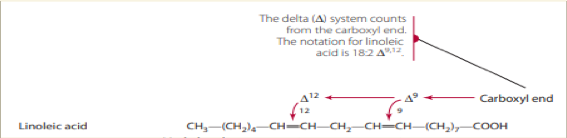 The delta (Δ) system counts
from the carboxyl end.
The notation for linoleic
acid is 18:2 Δ⁹,¹².
Δ¹² Δ⁹ Carboxyl end
12 9
Linoleic acid CH₃—(CH₂)₄—CH=CH—CH₂—CH=CH—(CH₂)₇—COOH